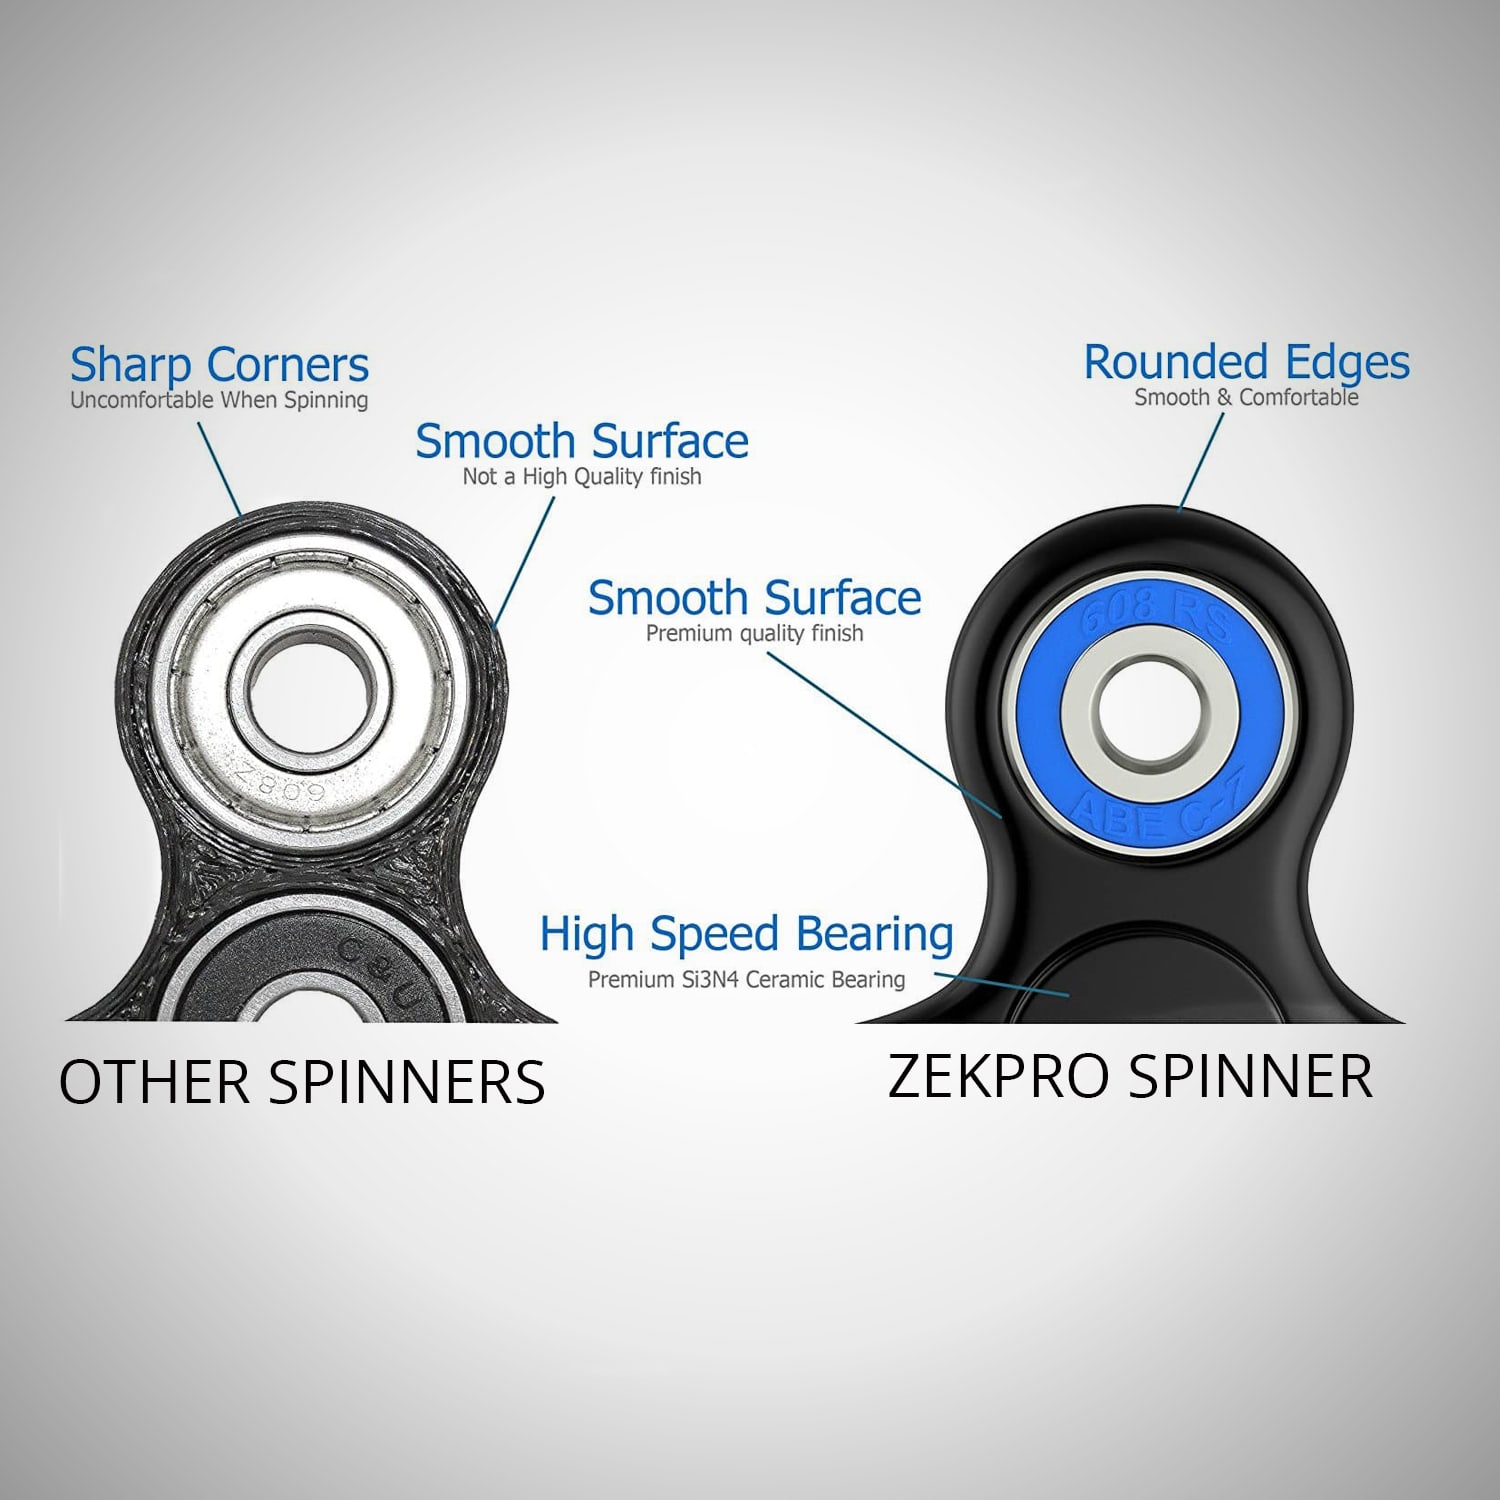 Sharp Corners
Uncomfortable When Spinning
Smooth Surface
Not a High Quality finish
Rounded Edges
Smooth & Comfortable
Smooth Surface
Premium quality finish
High Speed Bearing
Premium Si3N4 Ceramic Bearing
608Z
C&U
608 RS
ABEC-7
OTHER SPINNERS
ZEKPRO SPINNER